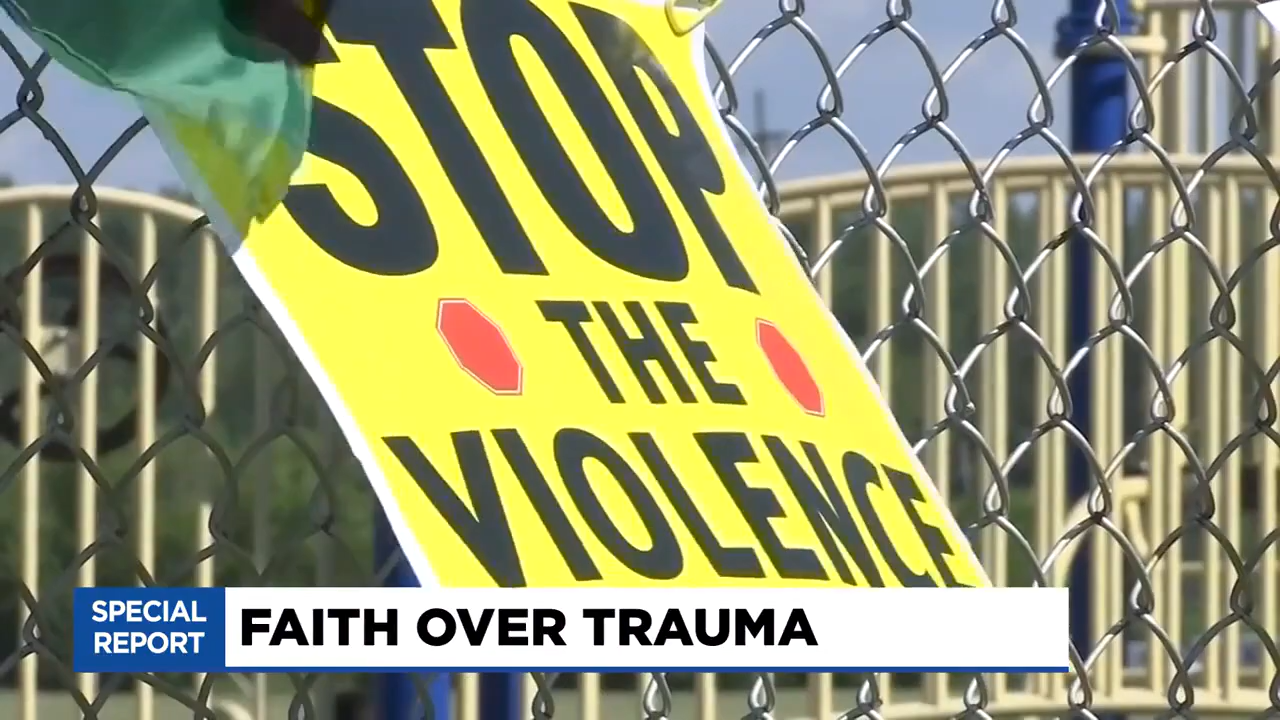 STOP
THE
VIOLENCE
SPECIAL
REPORT
FAITH OVER TRAUMA